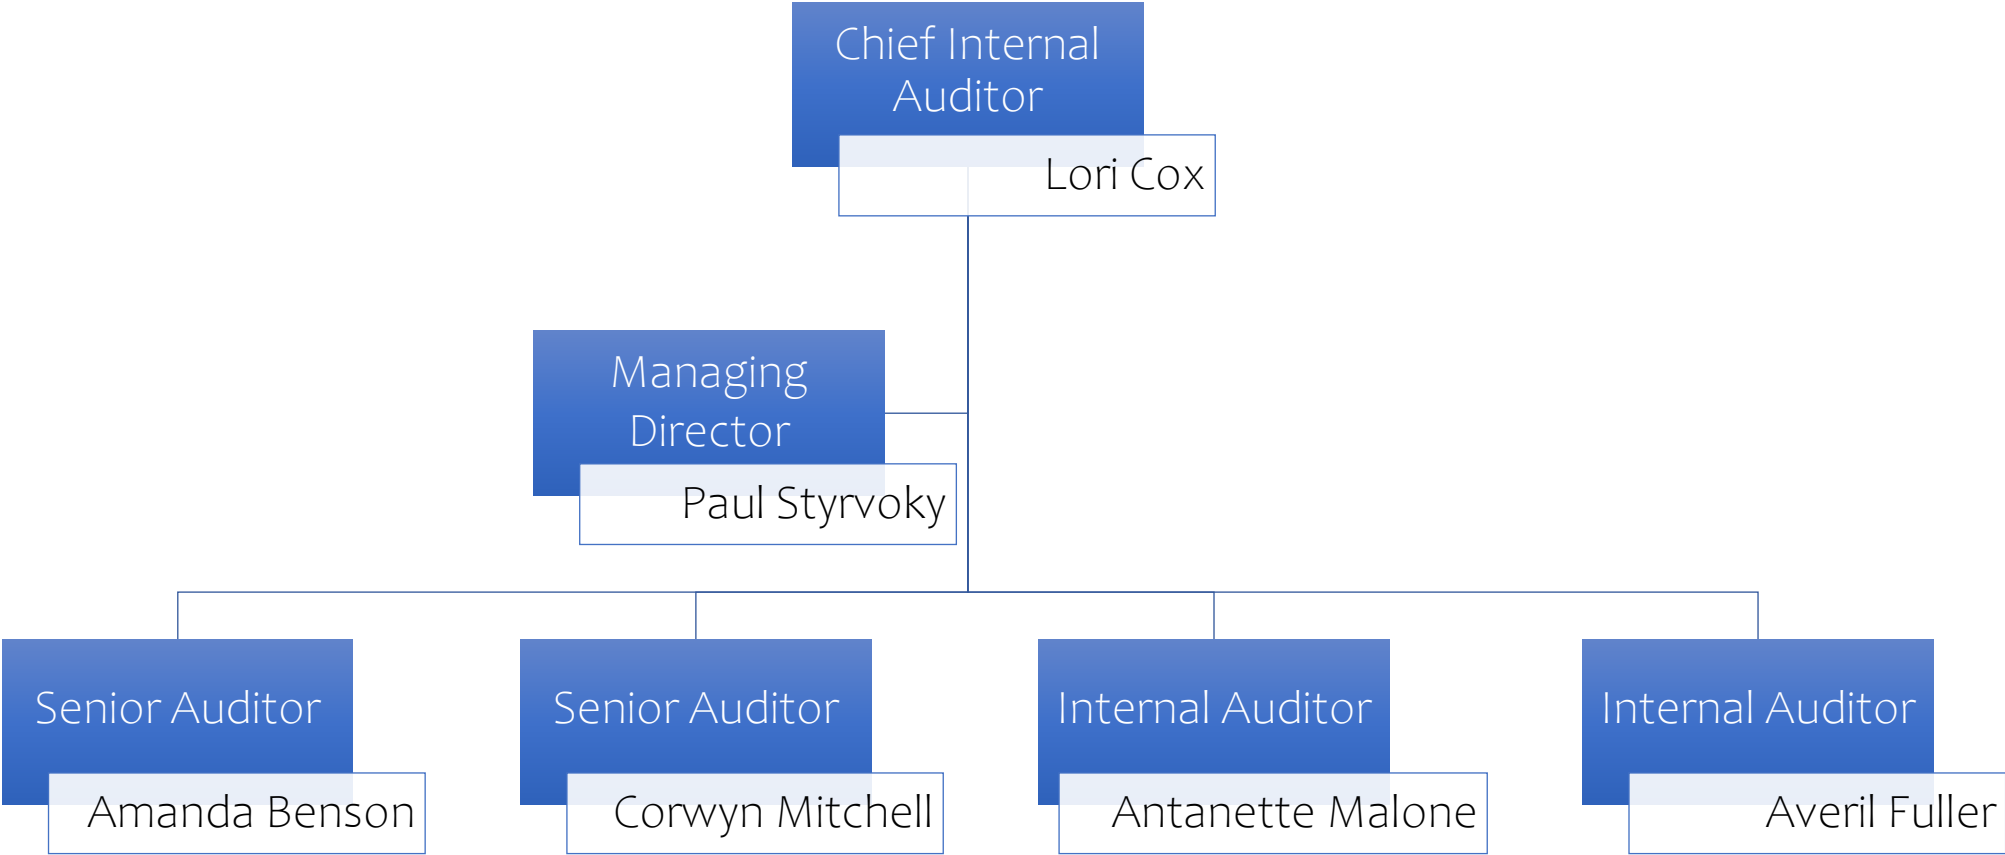 Chief Internal
Auditor
Lori Cox
Managing
Director
Paul Styrvoky
Senior Auditor
Amanda Benson
Senior Auditor
Corwyn Mitchell
Internal Auditor
Antanette Malone
Internal Auditor
Averil Fuller